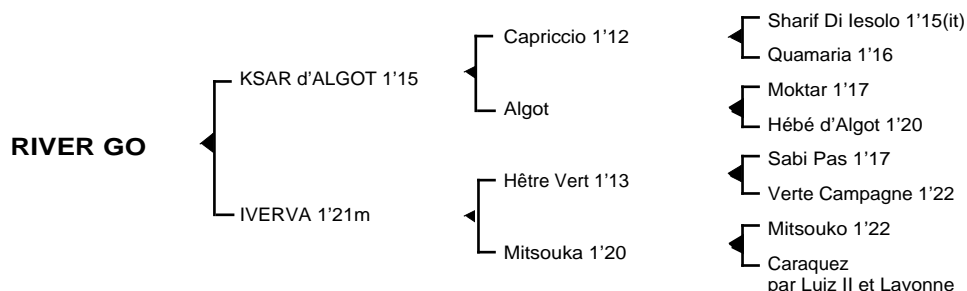 Sharif Di Iesolo 1'15(it)
Capriccio 1'12
Quamaria 1'16
KSAR d'ALGOT 1'15
Moktar 1'17
Algot
Hébé d'Algot 1'20
RIVER GO
Sabi Pas 1'17
Hêtre Vert 1'13
Verte Campagne 1'22
IVERVA 1'21m
Mitsouko 1'22
Mitsouka 1'20
Caraquez
par Luiz II et Layonne